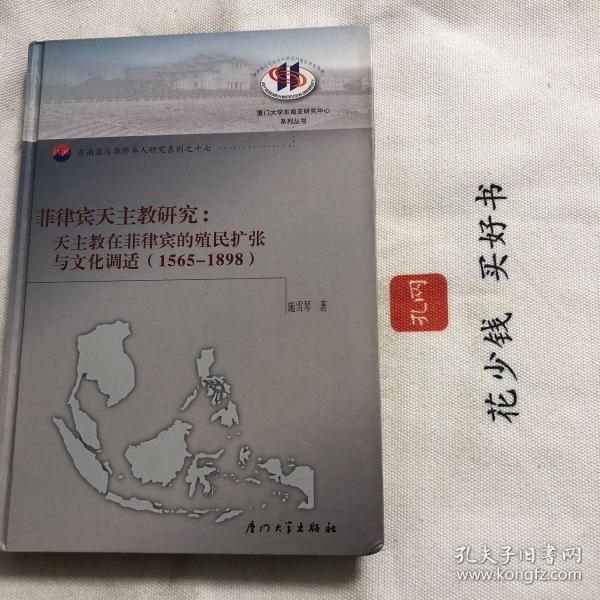 厦门大学东南亚研究中心
系列丛书
东南亚与华侨华人研究系列之十七
菲律宾天主教研究：
天主教在菲律宾的殖民扩张
与文化调适（1565-1898）
施雪琴 著
厦门大学出版社
孔网
花少钱 买好书
孔夫子旧书网
www.kongfz.com